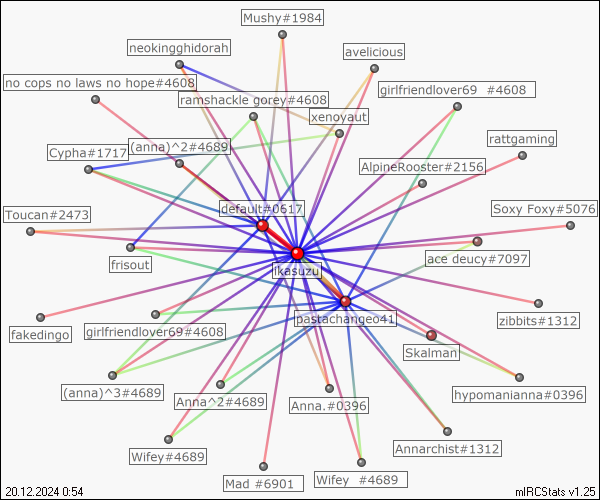 Mushy#1984
neokingghidorah
avelicious
no cops no laws no hope#4608
girlfriendlover69 #4608
ramshackle gorey#4608
xenoyaut
rattgaming
Cypha#1717
(anna)^2#4689
AlpineRooster#2156
Toucan#2473
default#0617
Soxy Foxy#5076
frisout
ikasuzu
ace deucy#7097
fakedingo
girlfriendlover69#4608
pastachangeo41
zibbits#1312
Skalman
(anna)^3#4689
Anna^2#4689
Anna.#0396
hypomanianna#0396
Annarchist#1312
Wifey#4689
Mad #6901
Wifey #4689
20.12.2024 0:54
mIRCStats v1.25